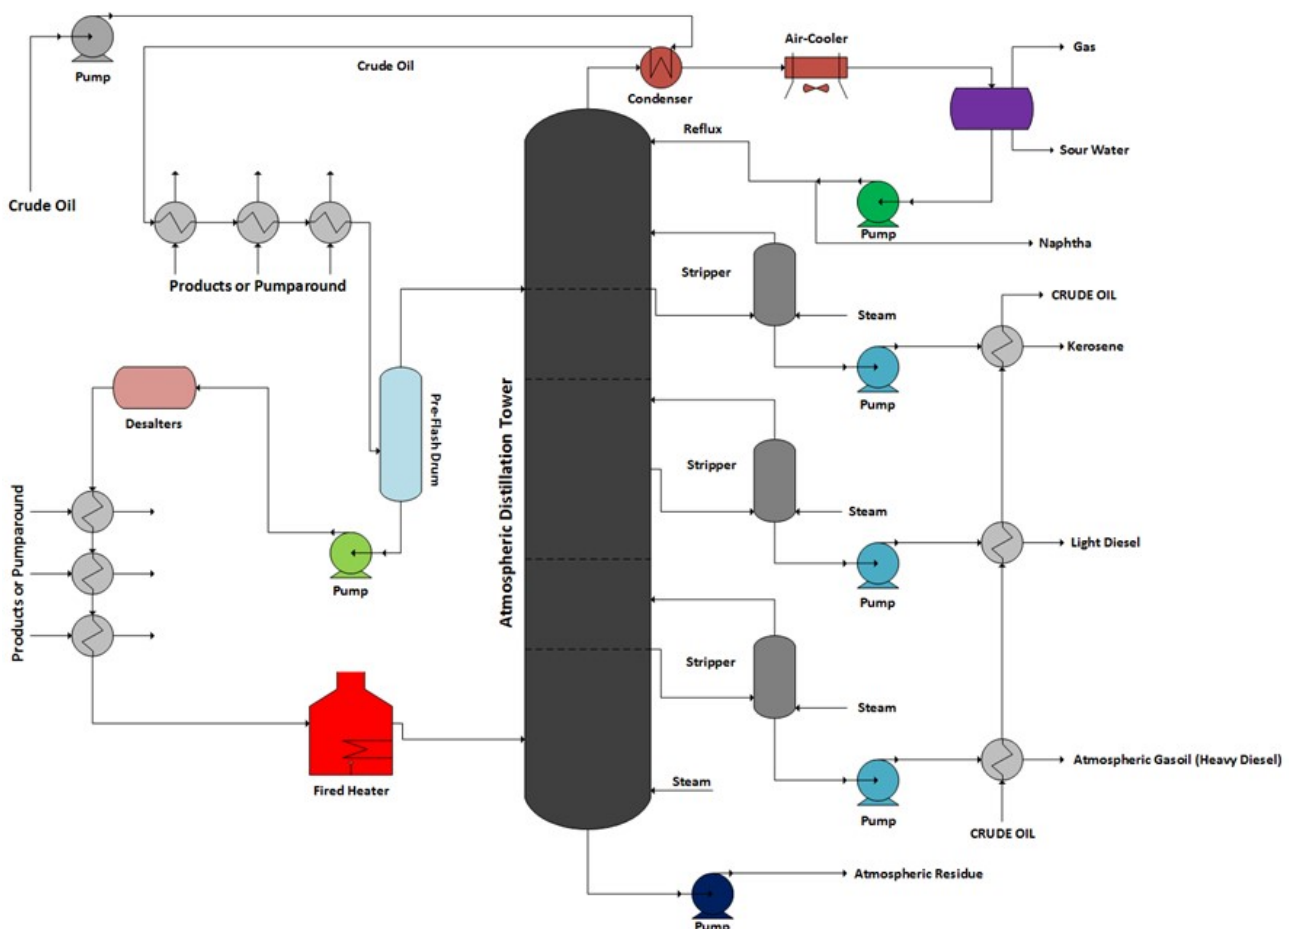 Pump
Crude Oil
Crude Oil
Condenser
Air-Cooler
Gas
Sour Water
Reflux
Pump
Naphtha
Products or Pumparound
Stripper
Steam
CRUDE OIL
Kerosene
Pump
Desalters
Pre-Flash Drum
Atmospheric Distillation Tower
Stripper
Steam
Light Diesel
Pump
Products or Pumparound
Pump
Stripper
Steam
Fired Heater
Steam
Atmospheric Gasoil (Heavy Diesel)
Pump
CRUDE OIL
Atmospheric Residue
Pump